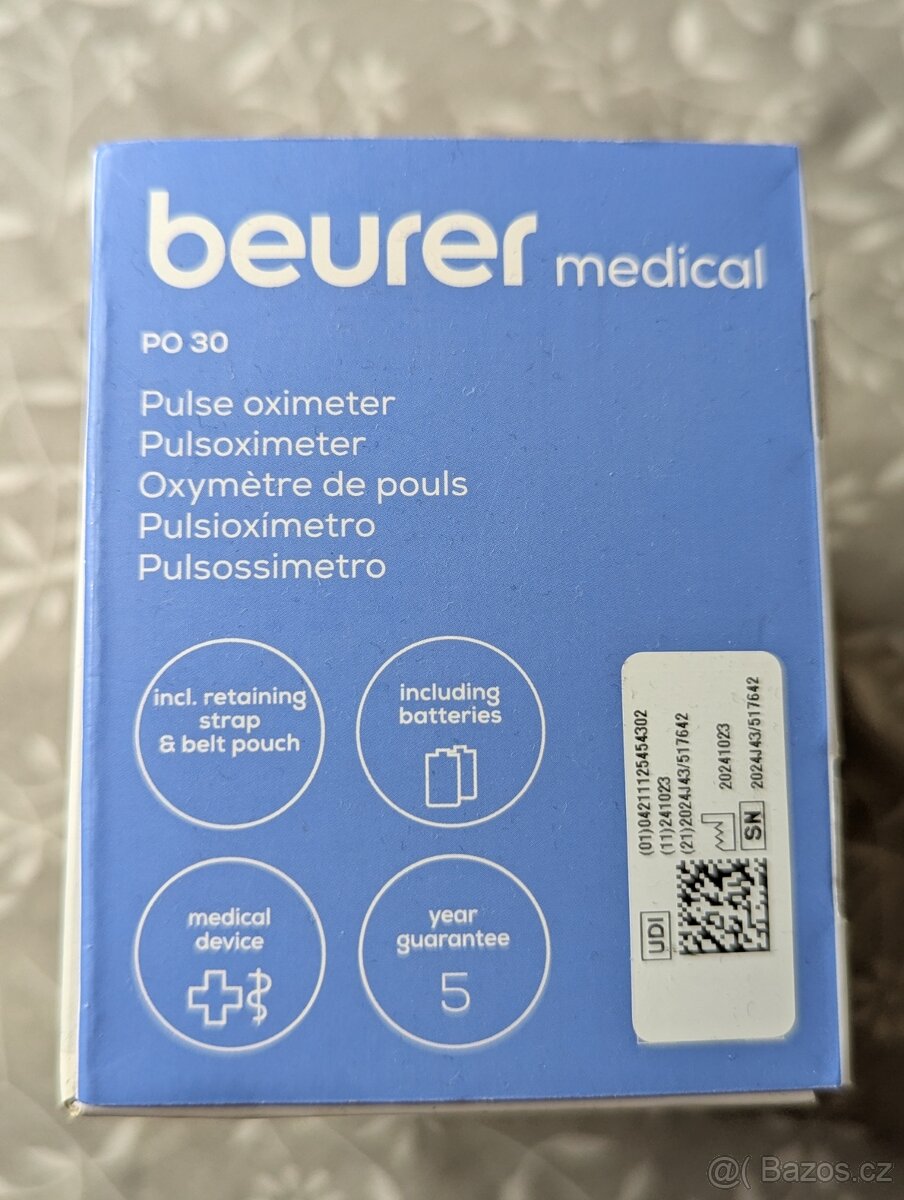 beurer medical
PO 30
Pulse oximeter
Pulsoximeter
Oxymètre de pouls
Pulsioxímetro
Pulsossimetro
incl. retaining
strap
& belt pouch
including
batteries
medical
device
year
guarantee
5
UDI
(01)04211125454302
(11)241023
(21)2024J43/517642
20241023
SN 2024J43/517642
@( Bazos.cz